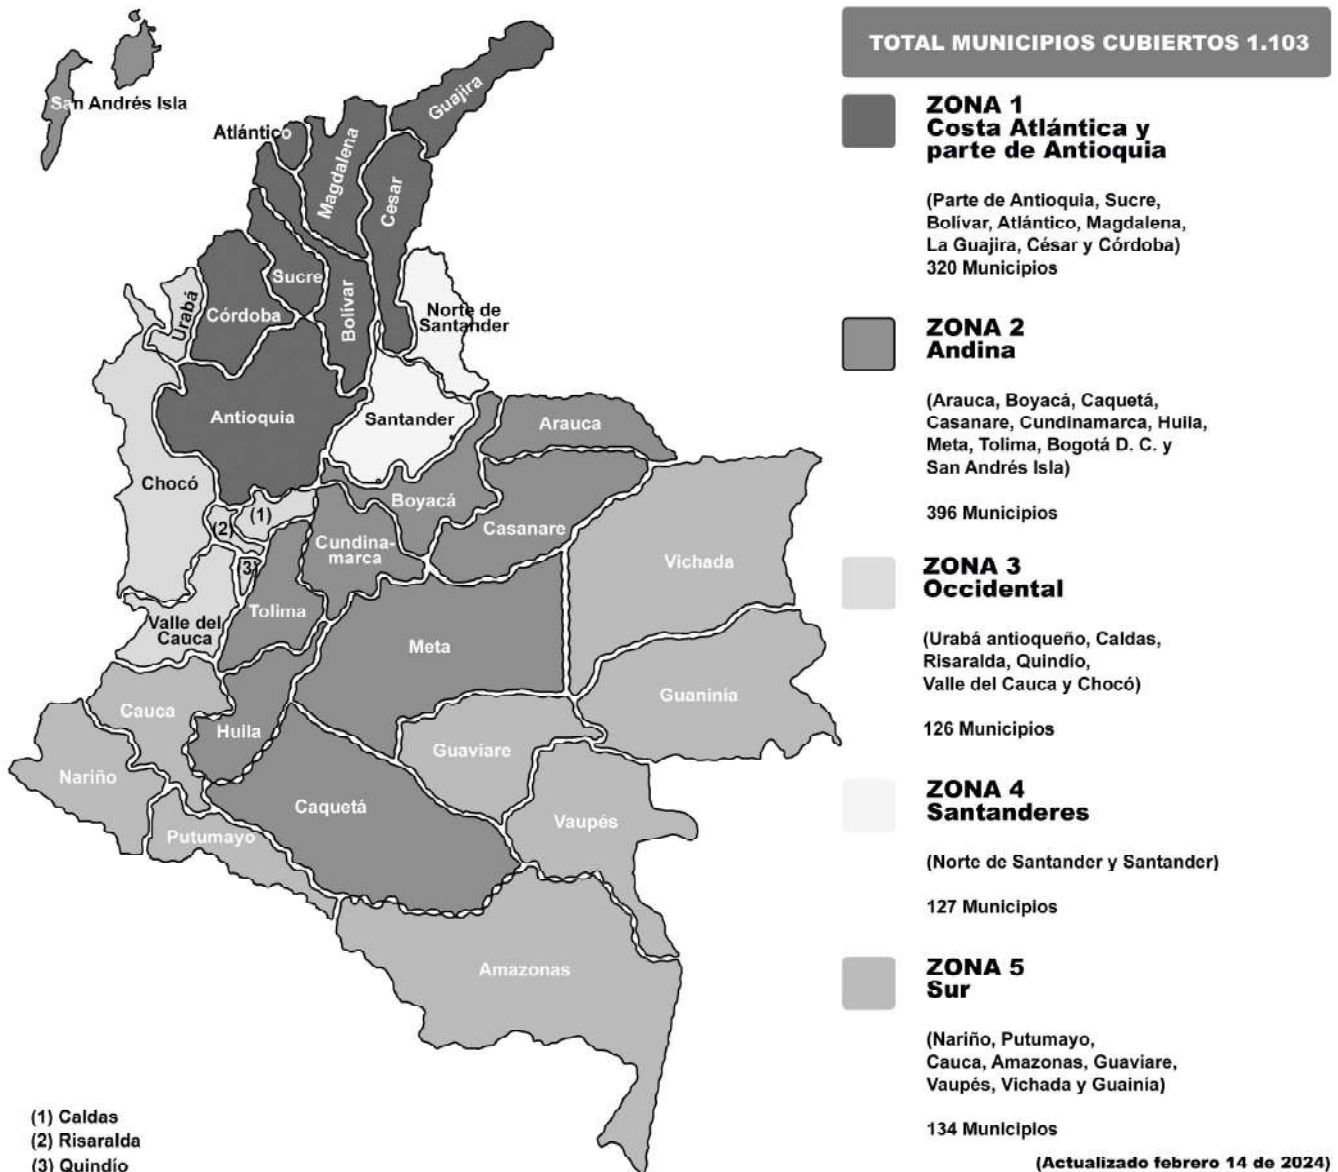 San Andrés Isla
Guajira
Atlántico
Magdalena
Cesar
Sucre
Bolívar
Córdoba
Urabá
Norte de
Santander
Antioquia
Santander
Arauca
Chocó
Boyacá
(1)
(2)
(3)
Casanare
Cundina-
marca
Vichada
Tolima
Valle del
Cauca
Meta
Guaninia
Cauca
Huila
Guaviare
Nariño
Caquetá
Vaupés
Putumayo
Amazonas
(1) Caldas
(2) Risaralda
(3) Quindío
TOTAL MUNICIPIOS CUBIERTOS 1.103
ZONA 1
Costa Atlántica y
parte de Antioquia
(Parte de Antioquia, Sucre,
Bolívar, Atlántico, Magdalena,
La Guajira, César y Córdoba)
320 Municipios
ZONA 2
Andina
(Arauca, Boyacá, Caquetá,
Casanare, Cundinamarca, Huila,
Meta, Tolima, Bogotá D. C. y
San Andrés Isla)
396 Municipios
ZONA 3
Occidental
(Urabá antioqueño, Caldas,
Risaralda, Quindío,
Valle del Cauca y Chocó)
126 Municipios
ZONA 4
Santanderes
(Norte de Santander y Santander)
127 Municipios
ZONA 5
Sur
(Nariño, Putumayo,
Cauca, Amazonas, Guaviare,
Vaupés, Vichada y Guainía)
134 Municipios
(Actualizado febrero 14 de 2024)